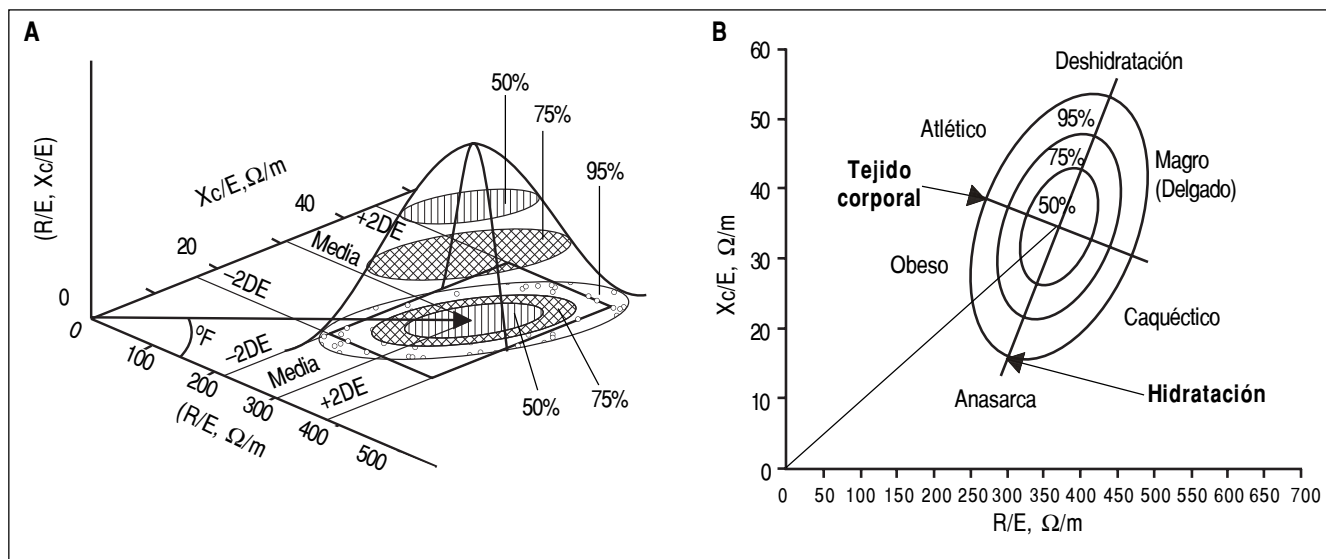 A
(R/E, Xc/E)
Xc/E, Ω/m
50%
75%
95%
40
20
0
0
+2DE
Media
−2DE
ºF
−2DE
Media
+2DE
100
200
300
400
500
(R/E, Ω/m
50%
75%
B
Xc/E, Ω/m
60
50
40
30
20
10
0
Deshidratación
Atlético
95%
75%
50%
Tejido
corporal
Magro
(Delgado)
Obeso
Caquéctico
Anasarca
Hidratación
0 50 100 150 200 250 300 350 400 450 500 550 600 650 700
R/E, Ω/m